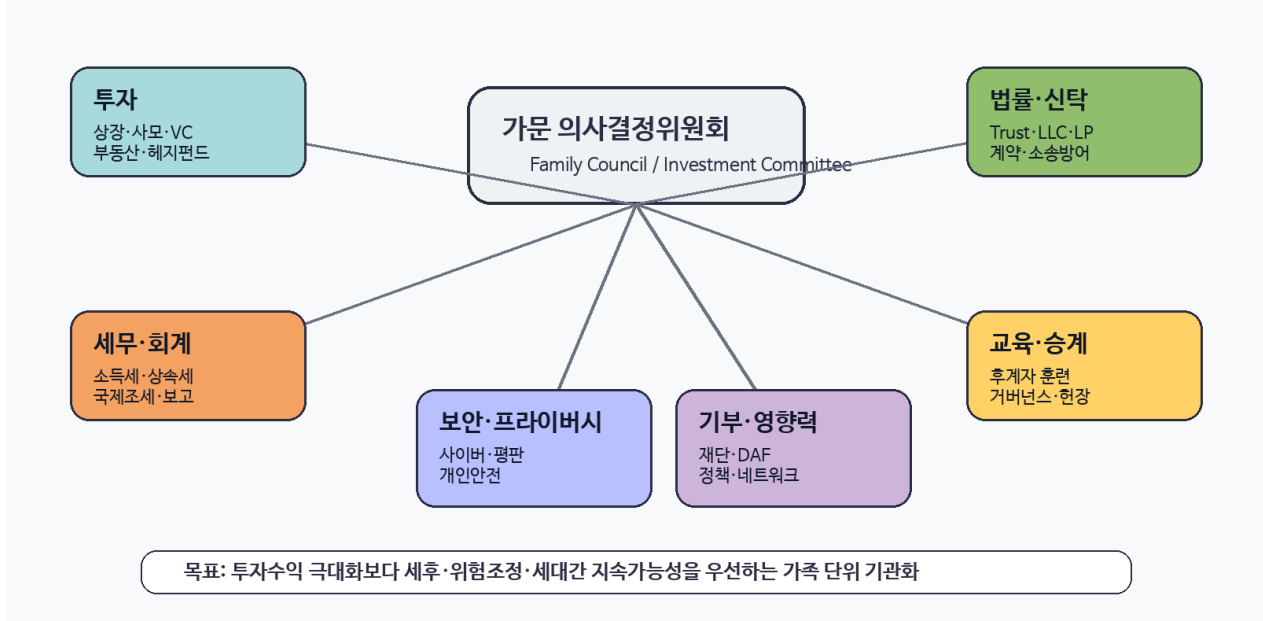 투자
상장·사모·VC
부동산·헤지펀드
가문 의사결정위원회
Family Council / Investment Committee
법률·신탁
Trust·LLC·LP
계약·소송방어
세무·회계
소득세·상속세
국제조세·보고
보안·프라이버시
사이버·평판
개인안전
기부·영향력
재단·DAF
정책·네트워크
교육·승계
후계자 훈련
거버넌스·헌장
목표: 투자수익 극대화보다 세후·위험조정·세대간 지속가능성을 우선하는 가족 단위 기관화